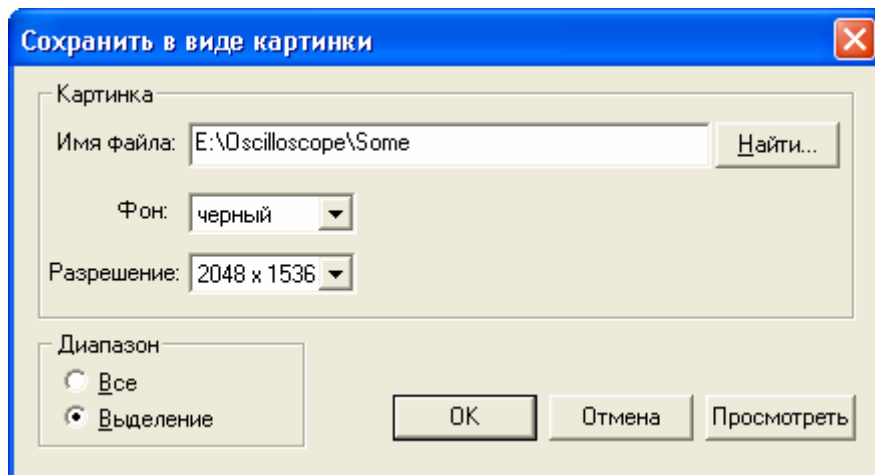 Сохранить в виде картинки
Картинка
Имя файла: E:\Oscilloscope\Some Найти...
Фон: черный
Разрешение: 2048 x 1536
Диапазон
Все
Выделение
OK Отмена Просмотреть